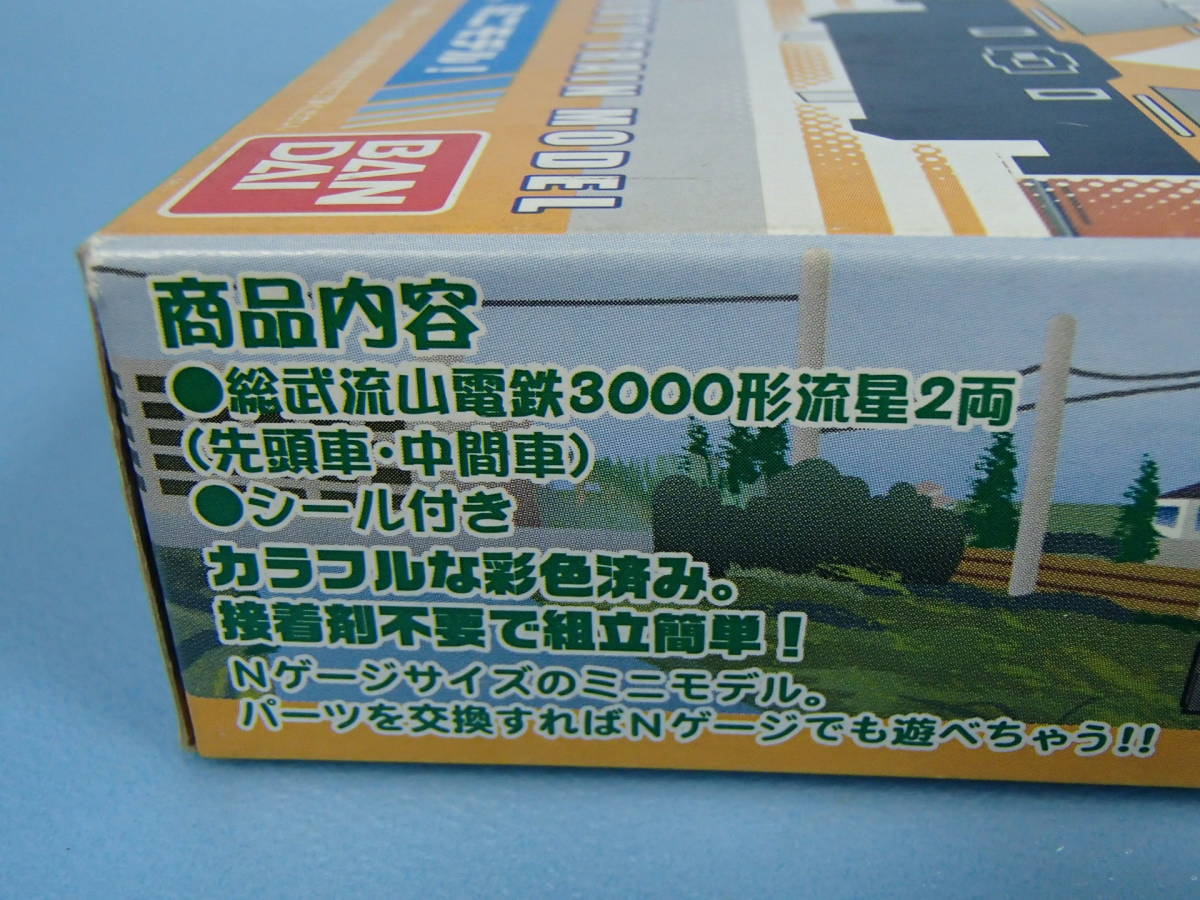 BAN
DAI
MODEL
商品内容
●総武流山電鉄3000形流星2両
(先頭車・中間車)
●シール付き
カラフルな彩色済み。
接着剤不要で組立簡単!
Nゲージサイズのミニモデル。
パーツを交換すればNゲージでも遊べちゃう!!